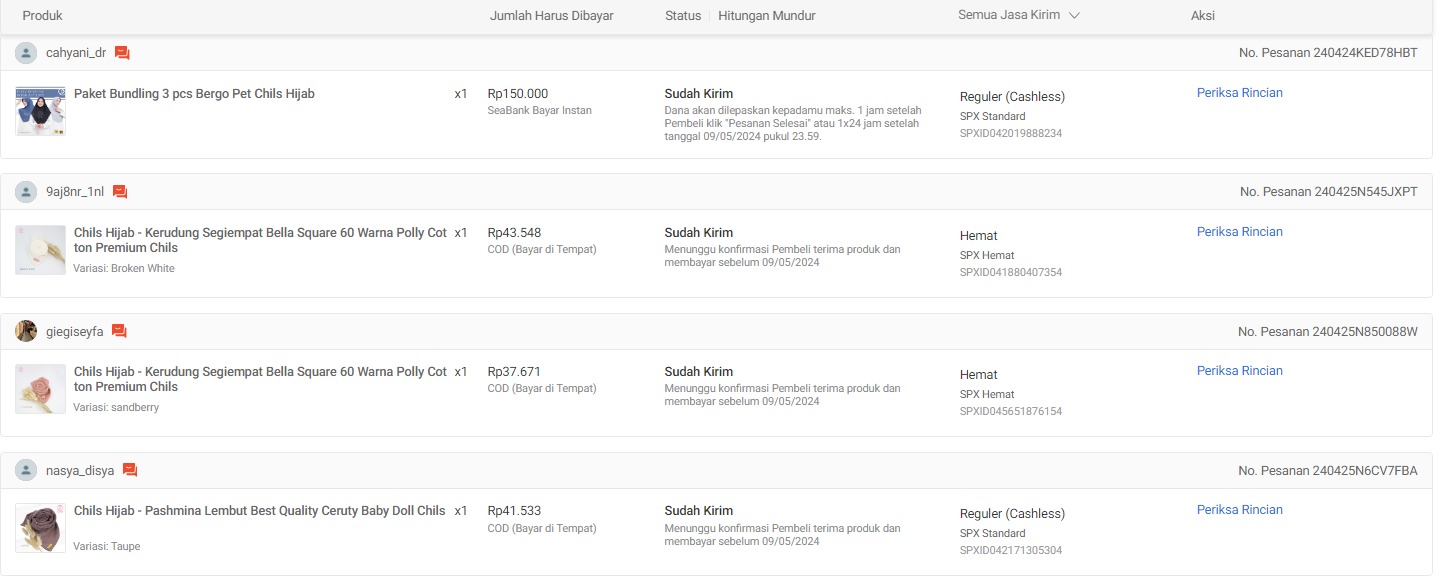 Produk Jumlah Harus Dibayar Status Hitungan Mundur Semua Jasa Kirim Aksi
cahyani_dr No. Pesanan 240424KED78HBT
Paket Bundling 3 pcs Bergo Pet Chils Hijab x1 Rp150.000 Sudah Kirim Reguler (Cashless) Periksa Rincian
SeaBank Bayar Instan Dana akan dilepaskan kepadamu maks. 1 jam setelah SPX Standard
Pembeli klik "Pesanan Selesai" atau 1x24 jam setelah
tanggal 09/05/2024 pukul 23.59. SPXID042019888234
9aj8nr_1nl No. Pesanan 240425N545JXPT
Chils Hijab - Kerudung Segiempat Bella Square 60 Warna Polly Cot x1 Rp43.548 Sudah Kirim Hemat Periksa Rincian
ton Premium Chils COD (Bayar di Tempat) Menunggu konfirmasi Pembeli terima produk dan SPX Hemat
membayar sebelum 09/05/2024
Variasi: Broken White SPXID041880407354
giegiseyfa No. Pesanan 240425N850088W
Chils Hijab - Kerudung Segiempat Bella Square 60 Warna Polly Cot x1 Rp37.671 Sudah Kirim Hemat Periksa Rincian
ton Premium Chils COD (Bayar di Tempat) Menunggu konfirmasi Pembeli terima produk dan SPX Hemat
membayar sebelum 09/05/2024
Variasi: sandberry SPXID045651876154
nasya_disya No. Pesanan 240425N6CV7FBA
Chils Hijab - Pashmina Lembut Best Quality Ceruty Baby Doll Chils x1 Rp41.533 Sudah Kirim Reguler (Cashless) Periksa Rincian
COD (Bayar di Tempat) Menunggu konfirmasi Pembeli terima produk dan SPX Standard
membayar sebelum 09/05/2024
Variasi: Taupe SPXID042171305304